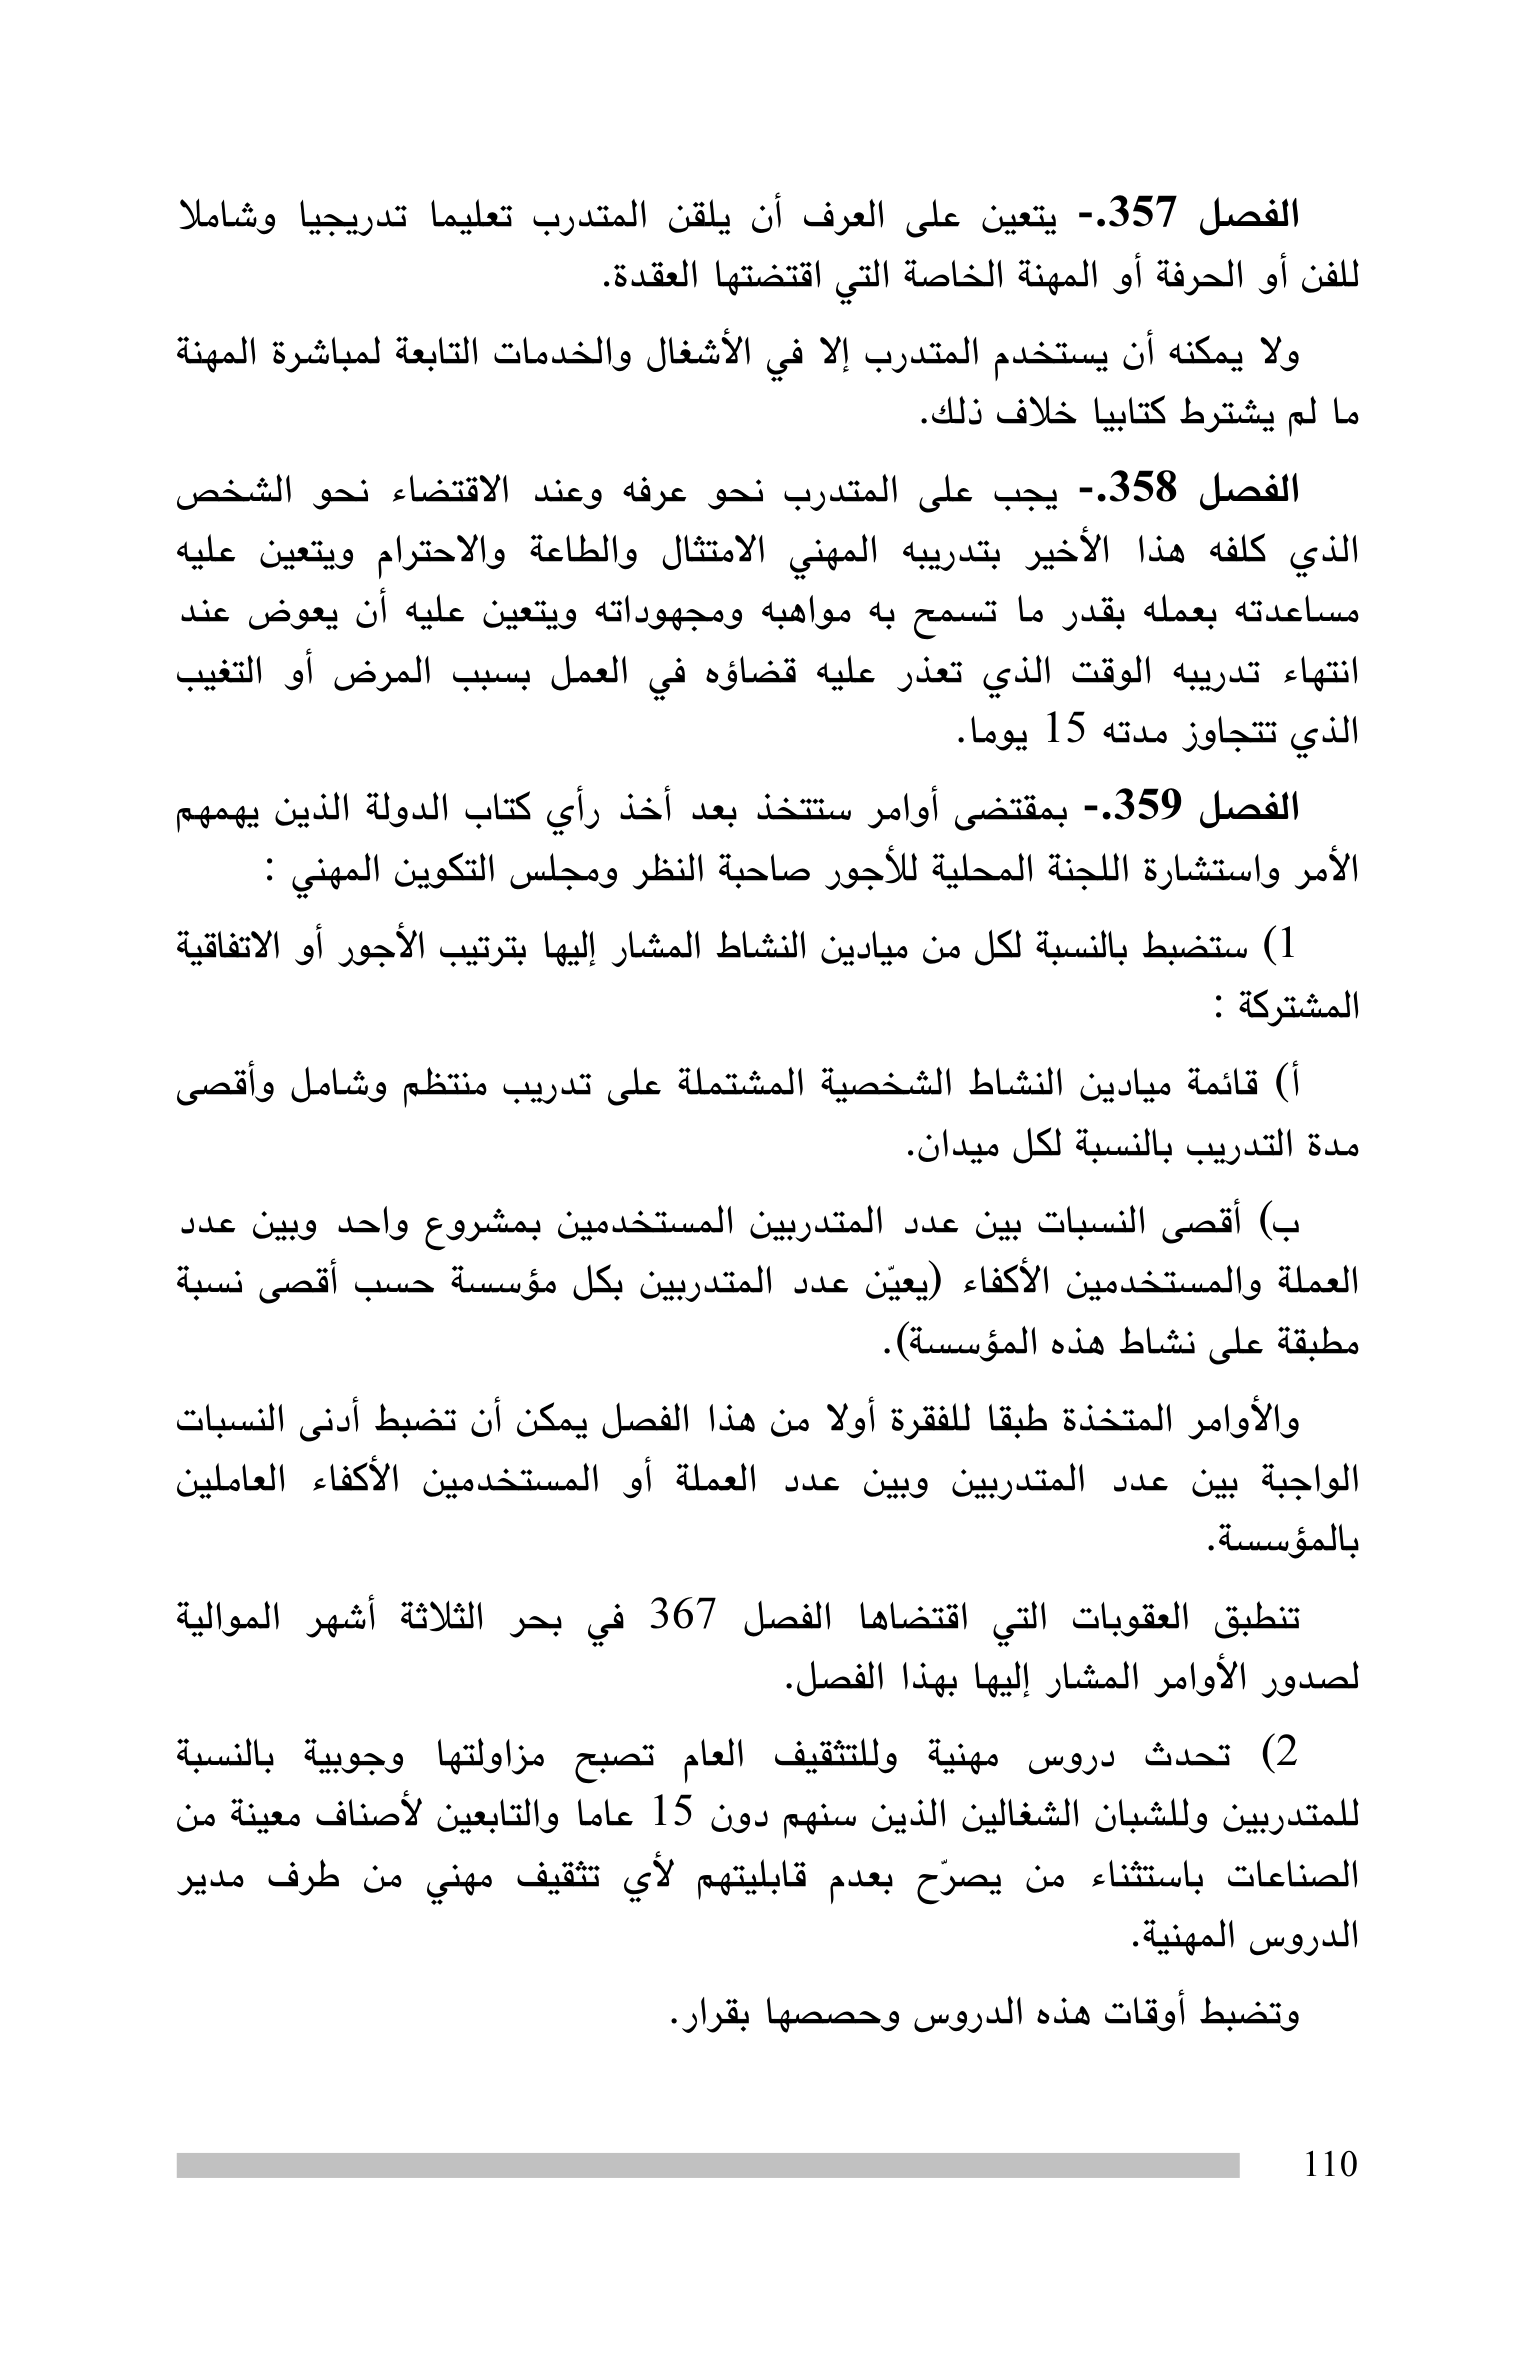 الفصل 357.- يتعين على العرف أن يلقن المتدرب تعليما تدريجيا وشاملا
للفن أو الحرفة أو المهنة الخاصة التي اقتضتها العقدة.
ولا يمكنه أن يستخدم المتدرب إلا في الأشغال والخدمات التابعة لمباشرة المهنة
ما لم يشترط كتابيا خلاف ذلك.
الفصل 358.- يجب على المتدرب نحو عرفه وعند الاقتضاء نحو الشخص
الذي كلفه هذا الأخير بتدريبه المهني الامتثال والطاعة والاحترام ويتعين عليه
مساعدته بعمله بقدر ما تسمح به مواهبه ومجهوداته ويتعين عليه أن يعوض عند
انتهاء تدريبه الوقت الذي تعذر عليه قضاؤه في العمل بسبب المرض أو التغيب
الذي تتجاوز مدته 15 يوما.
الفصل 359.- بمقتضى أوامر ستتخذ بعد أخذ رأي كتاب الدولة الذين يهمهم
الأمر واستشارة اللجنة المحلية للأجور صاحبة النظر ومجلس التكوين المهني :
1) ستضبط بالنسبة لكل من ميادين النشاط المشار إليها بترتيب الأجور أو الاتفاقية
المشتركة :
أ) قائمة ميادين النشاط الشخصية المشتملة على تدريب منتظم وشامل وأقصى
مدة التدريب بالنسبة لكل ميدان.
ب) أقصى النسبات بين عدد المتدربين المستخدمين بمشروع واحد وبين عدد
العملة والمستخدمين الأكفاء (يعيّن عدد المتدربين بكل مؤسسة حسب أقصى نسبة
مطبقة على نشاط هذه المؤسسة).
والأوامر المتخذة طبقا للفقرة أولا من هذا الفصل يمكن أن تضبط أدنى النسبات
الواجبة بين عدد المتدربين وبين عدد العملة أو المستخدمين الأكفاء العاملين
بالمؤسسة.
تنطبق العقوبات التي اقتضاها الفصل 367 في بحر الثلاثة أشهر الموالية
لصدور الأوامر المشار إليها بهذا الفصل.
2) تحدث دروس مهنية وللتثقيف العام تصبح مزاولتها وجوبية بالنسبة
للمتدربين وللشبان الشغالين الذين سنهم دون 15 عاما والتابعين لأصناف معينة من
الصناعات باستثناء من يصرّح بعدم قابليتهم لأي تثقيف مهني من طرف مدير
الدروس المهنية.
وتضبط أوقات هذه الدروس وحصصها بقرار.
110